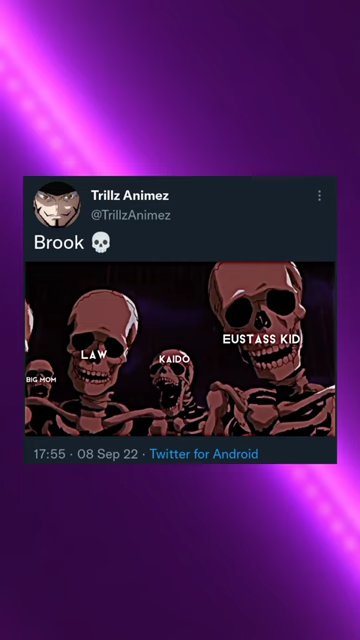 Trillz Animez
@TrillzAnimez
Brook 💀
EUSTASS KID
LAW
KAIDO
BIG MOM
17:55 · 08 Sep 22 · Twitter for Android